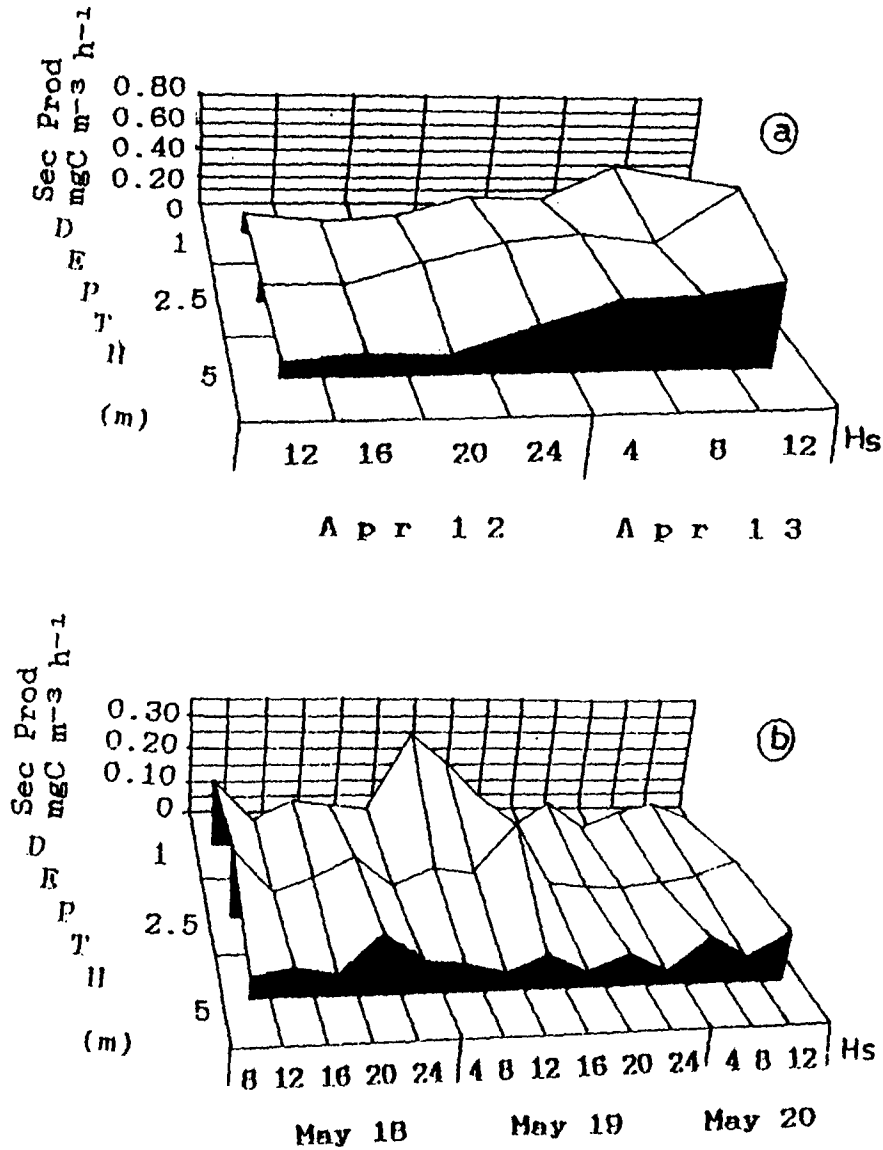 Sec Prod
mgC m⁻³ h⁻¹
0.80
0.60
0.40
0.20
0
DEPTH
(m)
1
2.5
5
a
12 16 20 24 4 8 12 Hs
Apr 12 Apr 13
Sec Prod
mgC m⁻³ h⁻¹
0.30
0.20
0.10
0
DEPTH
(m)
1
2.5
5
b
8 12 16 20 24 4 8 12 16 20 24 4 8 12 Hs
May 18 May 19 May 20